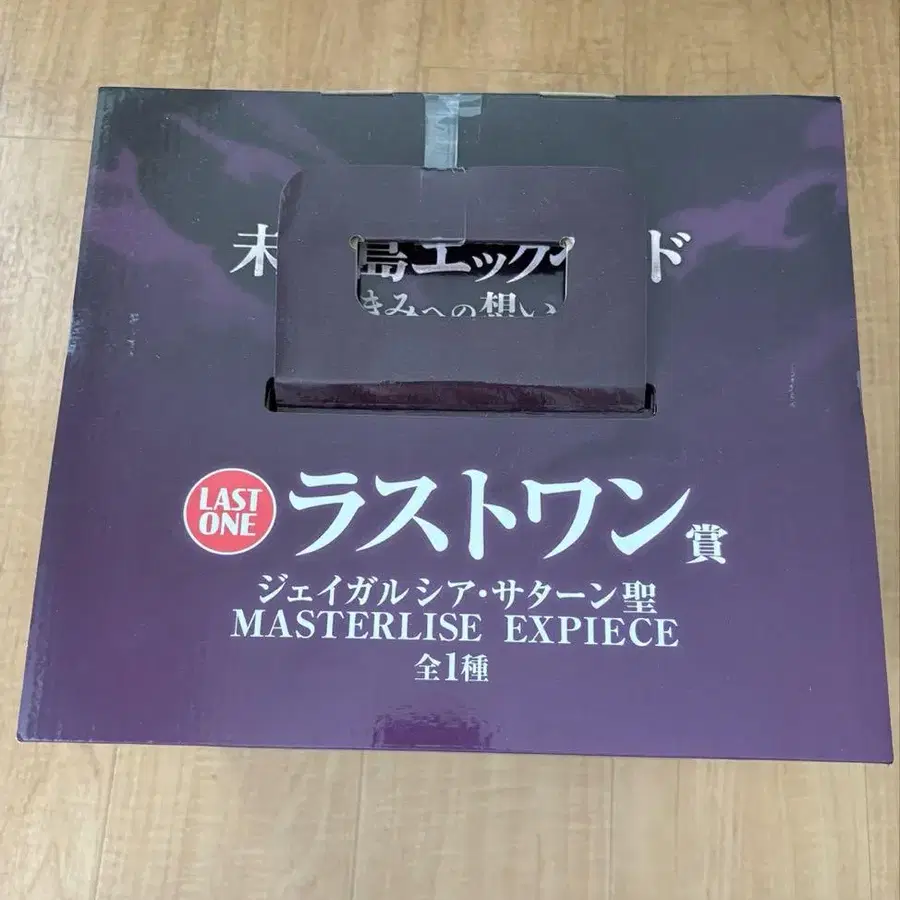 未 島エッグ ド
きみへの想い
LAST
ONE
ラストワン賞
ジェイガルシア・サターン聖
MASTERLISE EXPIECE
全1種